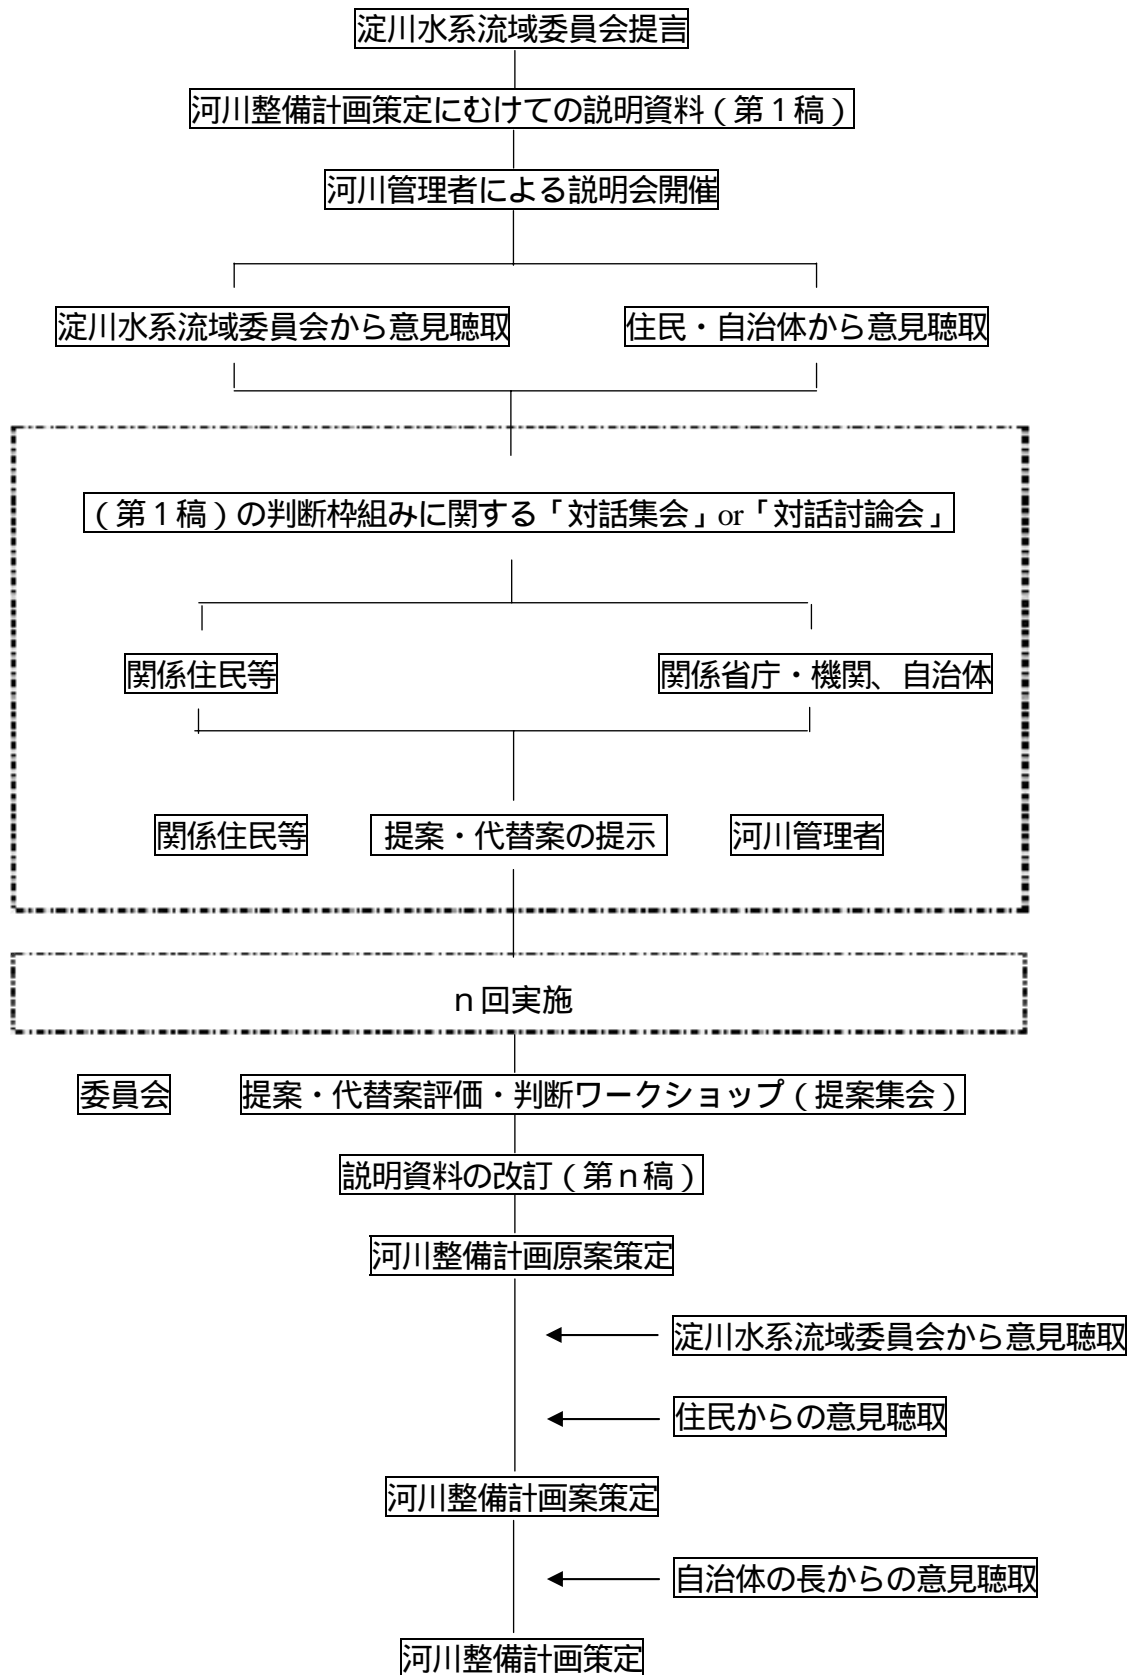 淀川水系流域委員会提言
河川整備計画策定にむけての説明資料（第１稿）
河川管理者による説明会開催
淀川水系流域委員会から意見聴取
住民・自治体から意見聴取
（第１稿）の判断枠組みに関する「対話集会」or「対話討論会」
関係住民等
関係省庁・機関、自治体
関係住民等
提案・代替案の提示
河川管理者
ｎ回実施
委員会
提案・代替案評価・判断ワークショップ（提案集会）
説明資料の改訂（第ｎ稿）
河川整備計画原案策定
淀川水系流域委員会から意見聴取
住民からの意見聴取
河川整備計画案策定
自治体の長からの意見聴取
河川整備計画策定